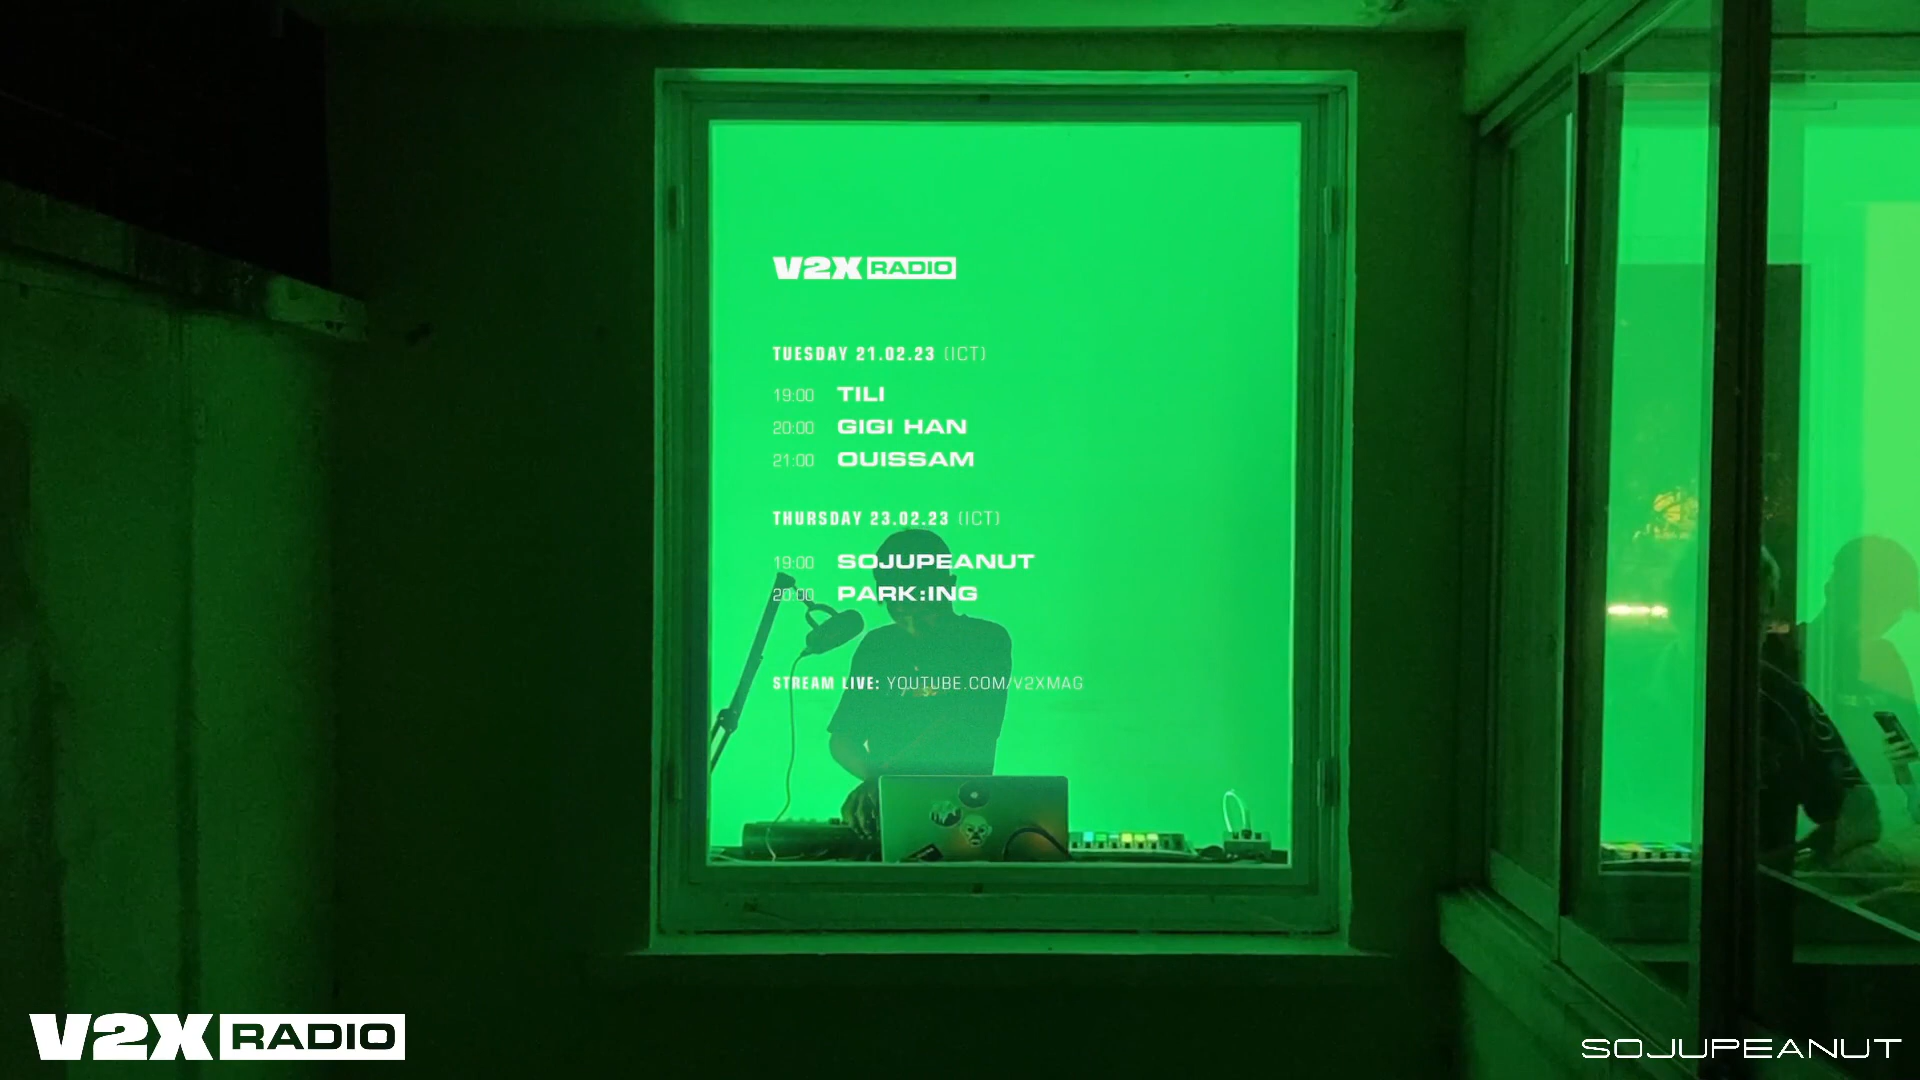 V2X RADIO
TUESDAY 21.02.23 (ICT)
19:00 TILI
20:00 GIGI HAN
21:00 OUISSAM
THURSDAY 23.02.23 (ICT)
19:00 SOJUPEANUT
20:00 PARK:ING
STREAM LIVE: YOUTUBE.COM/V2XMAG
V2X RADIO
SOJUPEANUT